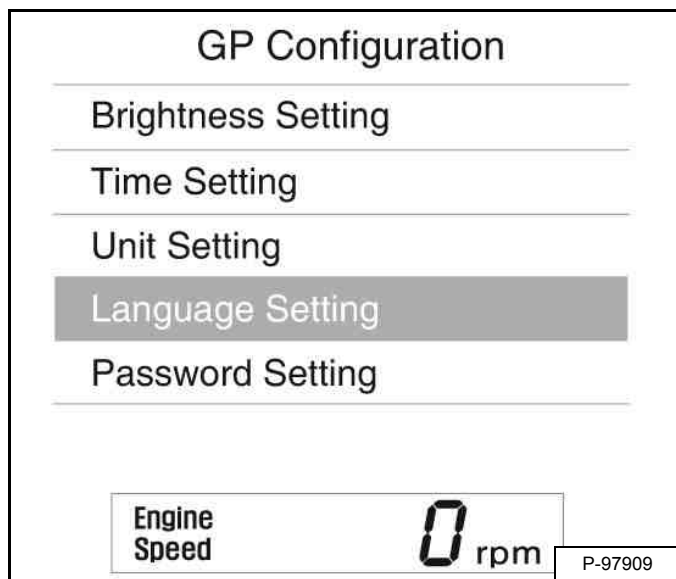 GP Configuration
Brightness Setting
Time Setting
Unit Setting
Language Setting
Password Setting
Engine
Speed
0 rpm
P-97909